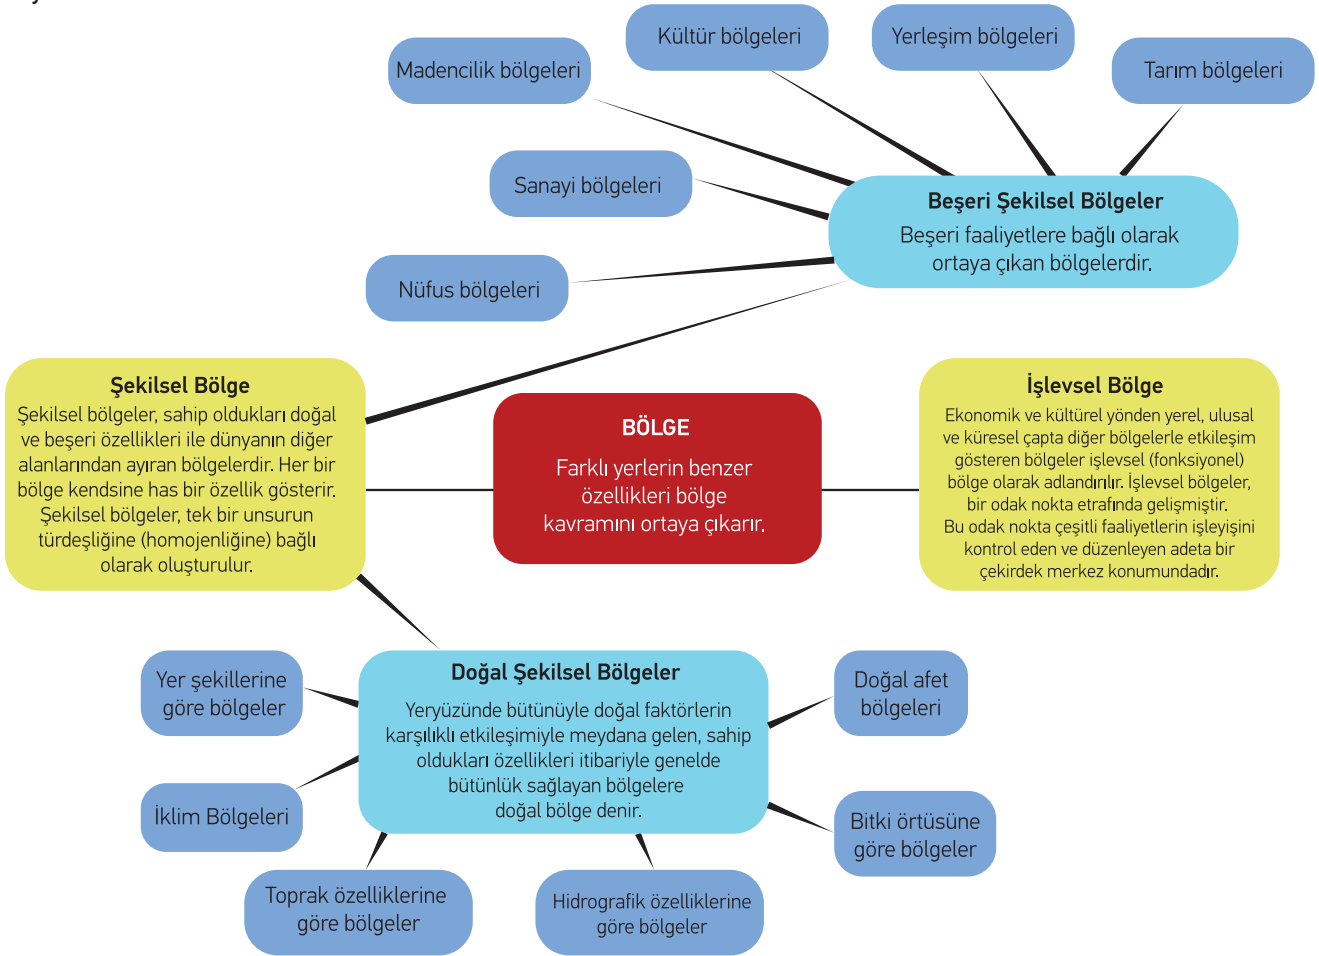 Kültür bölgeleri
Yerleşim bölgeleri
Madencilik bölgeleri
Tarım bölgeleri
Sanayi bölgeleri
Beşeri Şekilsel Bölgeler
Beşeri faaliyetlere bağlı olarak
ortaya çıkan bölgelerdir.
Nüfus bölgeleri
Şekilsel Bölge
Şekilsel bölgeler, sahip oldukları doğal
ve beşeri özellikleri ile dünyanın diğer
alanlarından ayıran bölgelerdir. Her bir
bölge kendsine has bir özellik gösterir.
Şekilsel bölgeler, tek bir unsurun
türdeşliğine (homojenliğine) bağlı
olarak oluşturulur.
BÖLGE
Farklı yerlerin benzer
özellikleri bölge
kavramını ortaya çıkarır.
İşlevsel Bölge
Ekonomik ve kültürel yönden yerel, ulusal
ve küresel çapta diğer bölgelerle etkileşim
gösteren bölgeler işlevsel (fonksiyonel)
bölge olarak adlandırılır. İşlevsel bölgeler,
bir odak nokta etrafında gelişmiştir.
Bu odak nokta çeşitli faaliyetlerin işleyişini
kontrol eden ve düzenleyen adeta bir
çekirdek merkez konumundadır.
Doğal Şekilsel Bölgeler
Yeryüzünde bütünüyle doğal faktörlerin
karşılıklı etkileşimiyle meydana gelen, sahip
oldukları özellikleri itibariyle genelde
bütünlük sağlayan bölgelere
doğal bölge denir.
Yer şekillerine
göre bölgeler
Doğal afet
bölgeleri
İklim Bölgeleri
Bitki örtüsüne
göre bölgeler
Toprak özelliklerine
göre bölgeler
Hidrografik özelliklerine
göre bölgeler